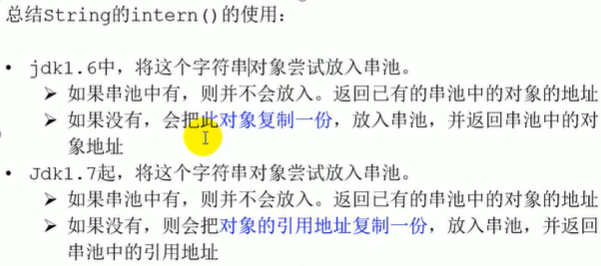 总结String的intern()的使用：
• jdk1.6中，将这个字符串对象尝试放入串池。
➢ 如果串池中有，则并不会放入。返回已有的串池中的对象的地址
➢ 如果没有，会把此对象复制一份，放入串池，并返回串池中的对
象地址
• Jdk1.7起，将这个字符串对象尝试放入串池。
➢ 如果串池中有，则并不会放入。返回已有的串池中的对象的地址
➢ 如果没有，则会把对象的引用地址复制一份，放入串池，并返回
串池中的引用地址